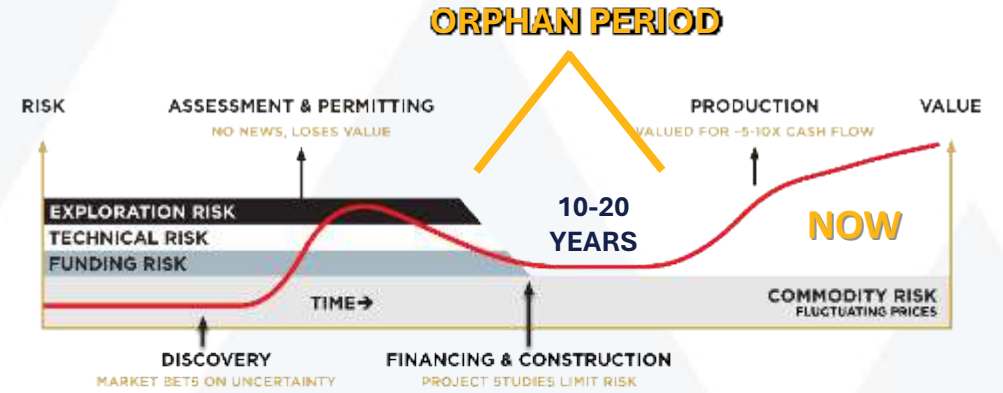 ORPHAN PERIOD
RISK
ASSESSMENT & PERMITTING
NO NEWS, LOSES VALUE
PRODUCTION
VALUED FOR ~5-10X CASH FLOW
VALUE
EXPLORATION RISK
TECHNICAL RISK
FUNDING RISK
10-20
YEARS
NOW
TIME→
COMMODITY RISK
FLUCTUATING PRICES
DISCOVERY
MARKET BETS ON UNCERTAINTY
FINANCING & CONSTRUCTION
PROJECT STUDIES LIMIT RISK